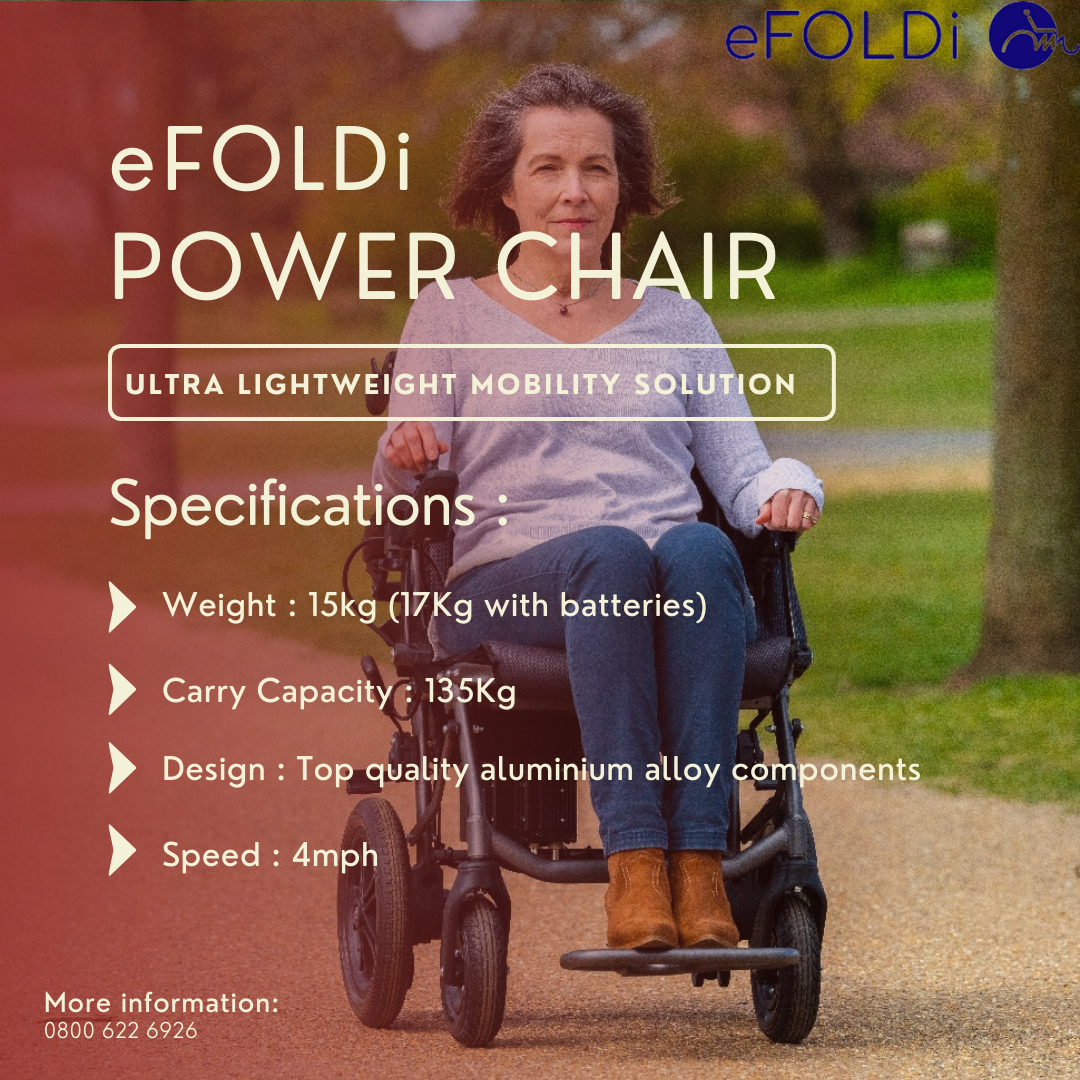 eFOLDi
eFOLDi
POWER CHAIR
ULTRA LIGHTWEIGHT MOBILITY SOLUTION
Specifications :
Weight : 15kg (17Kg with batteries)
Carry Capacity : 135Kg
Design : Top quality aluminium alloy components
Speed : 4mph
More information:
0800 622 6926